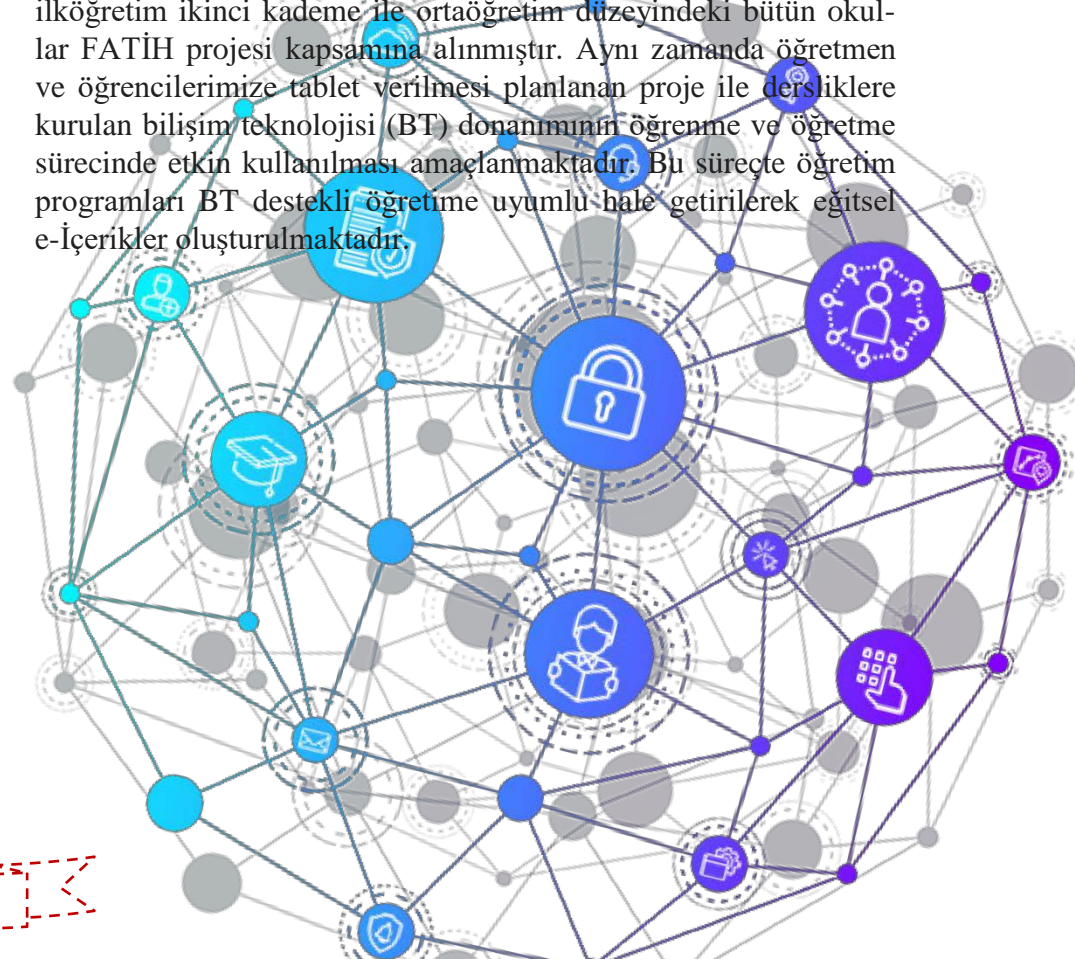 ilköğretim ikinci kademe ile ortaöğretim düzeyindeki bütün okul-
lar FATİH projesi kapsamına alınmıştır. Aynı zamanda öğretmen
ve öğrencilerimize tablet verilmesi planlanan proje ile dersliklere
kurulan bilişim teknolojisi (BT) donanımının öğrenme ve öğretme
sürecinde etkin kullanılması amaçlanmaktadır. Bu süreçte öğretim
programları BT destekli öğretime uyumlu hale getirilerek eğitsel
e-İçerikler oluşturulmaktadır.